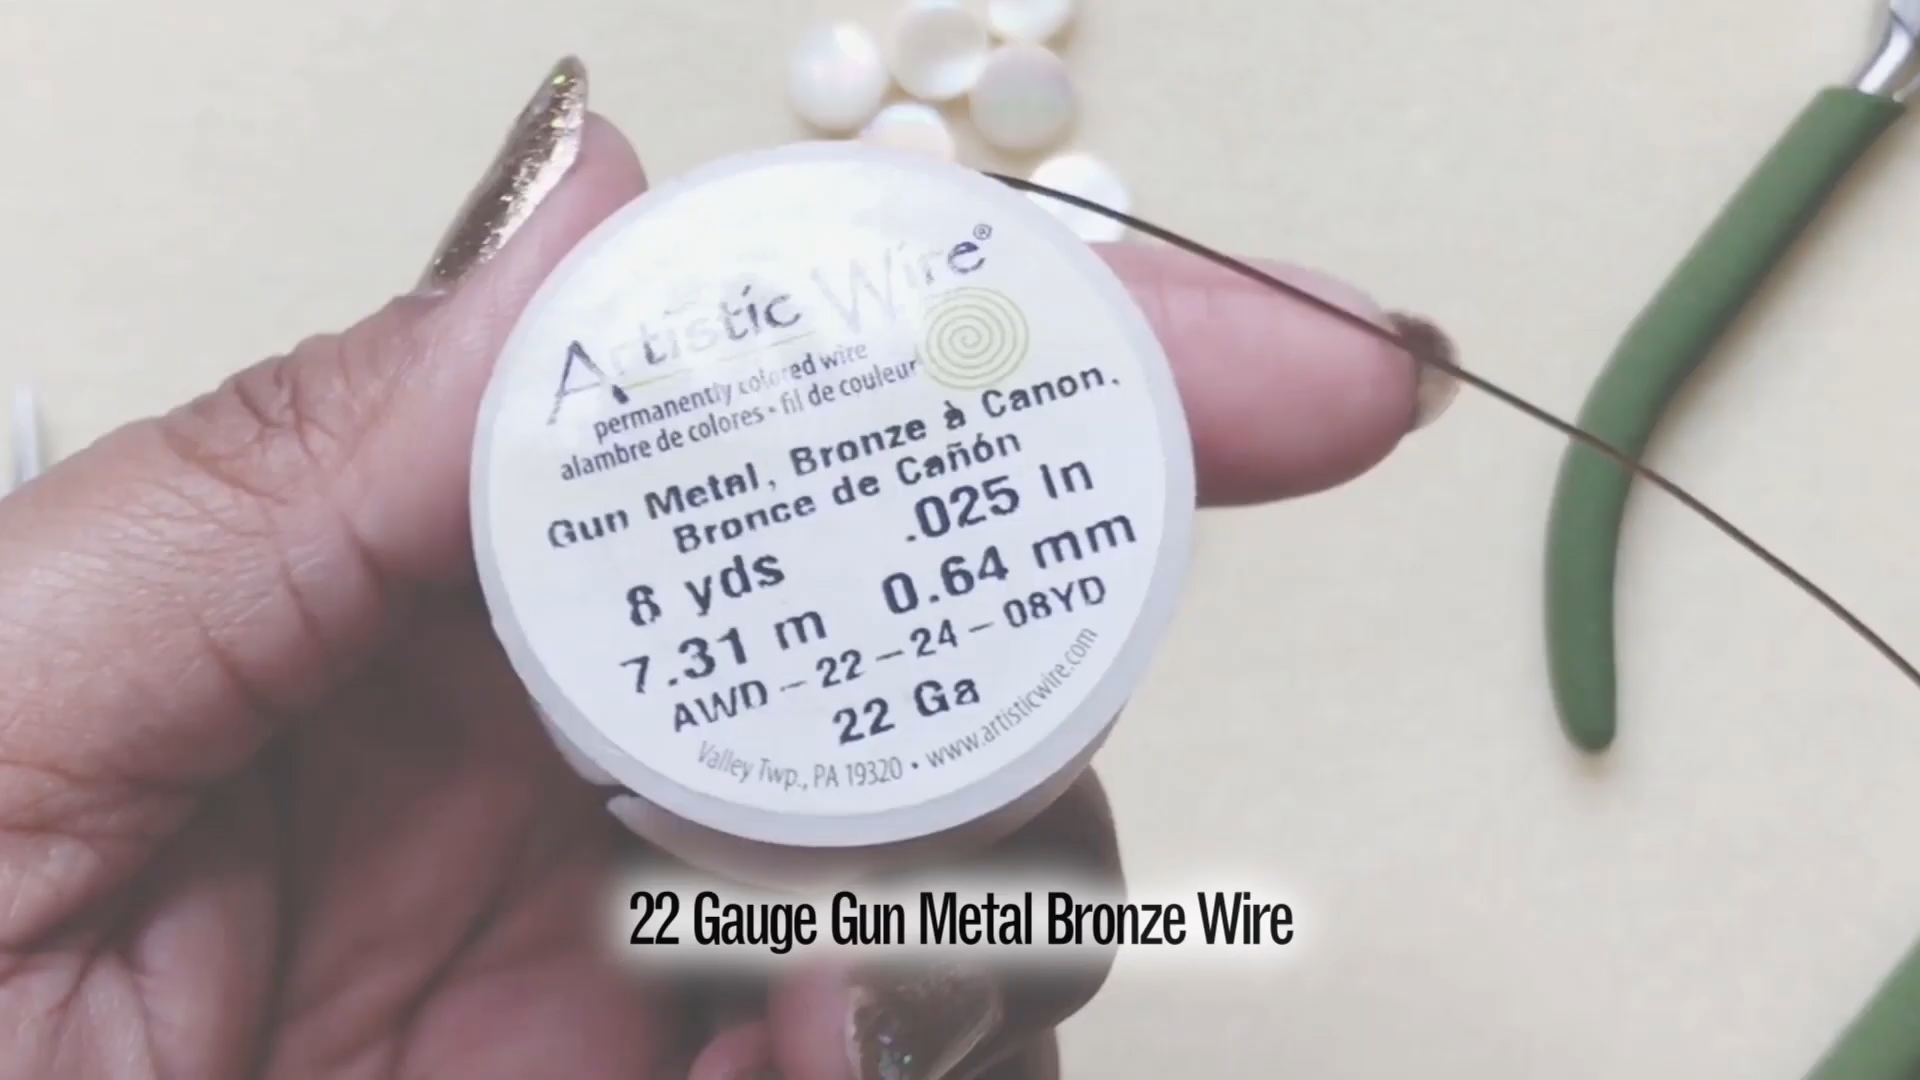 Artistic Wire®
permanently colored wire
alambre de colores • fil de couleur
Gun Metal, Bronze à Canon,
Bronce de Cañón
8 yds .025 In
7.31 m 0.64 mm
AWD - 22 - 24 - 08YD
22 Ga
Valley Twp., PA 19320 • www.artisticwire.com
22 Gauge Gun Metal Bronze Wire